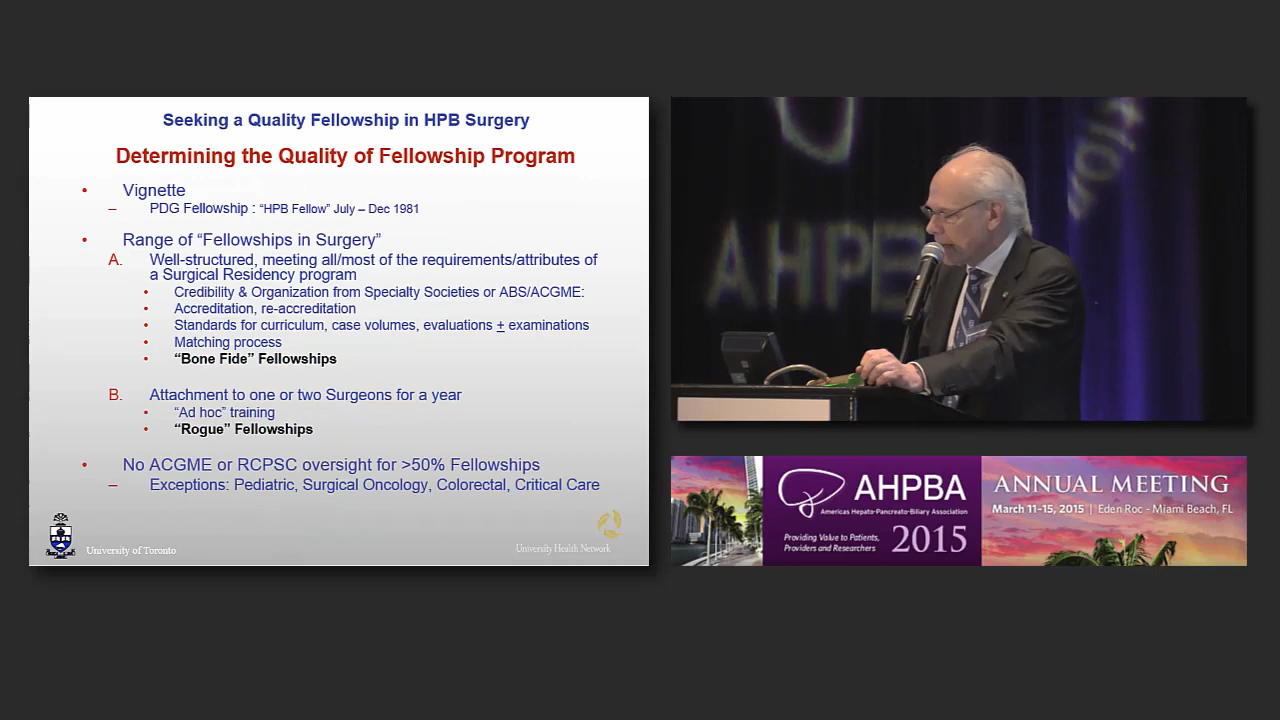 Seeking a Quality Fellowship in HPB Surgery
Determining the Quality of Fellowship Program
• Vignette
– PDG Fellowship : “HPB Fellow” July – Dec 1981
• Range of “Fellowships in Surgery”
A. Well-structured, meeting all/most of the requirements/attributes of
a Surgical Residency program
• Credibility & Organization from Specialty Societies or ABS/ACGME:
• Accreditation, re-accreditation
• Standards for curriculum, case volumes, evaluations + examinations
• Matching process
• “Bone Fide” Fellowships
B. Attachment to one or two Surgeons for a year
• “Ad hoc” training
• “Rogue” Fellowships
• No ACGME or RCPSC oversight for >50% Fellowships
– Exceptions: Pediatric, Surgical Oncology, Colorectal, Critical Care
University of Toronto
University Health Network
AHPB
AHPBA
Americas Hepato-Pancreato-Biliary Association
Providing Value to Patients,
Providers and Researchers
2015
ANNUAL MEETING
March 11-15, 2015 | Eden Roc - Miami Beach, FL